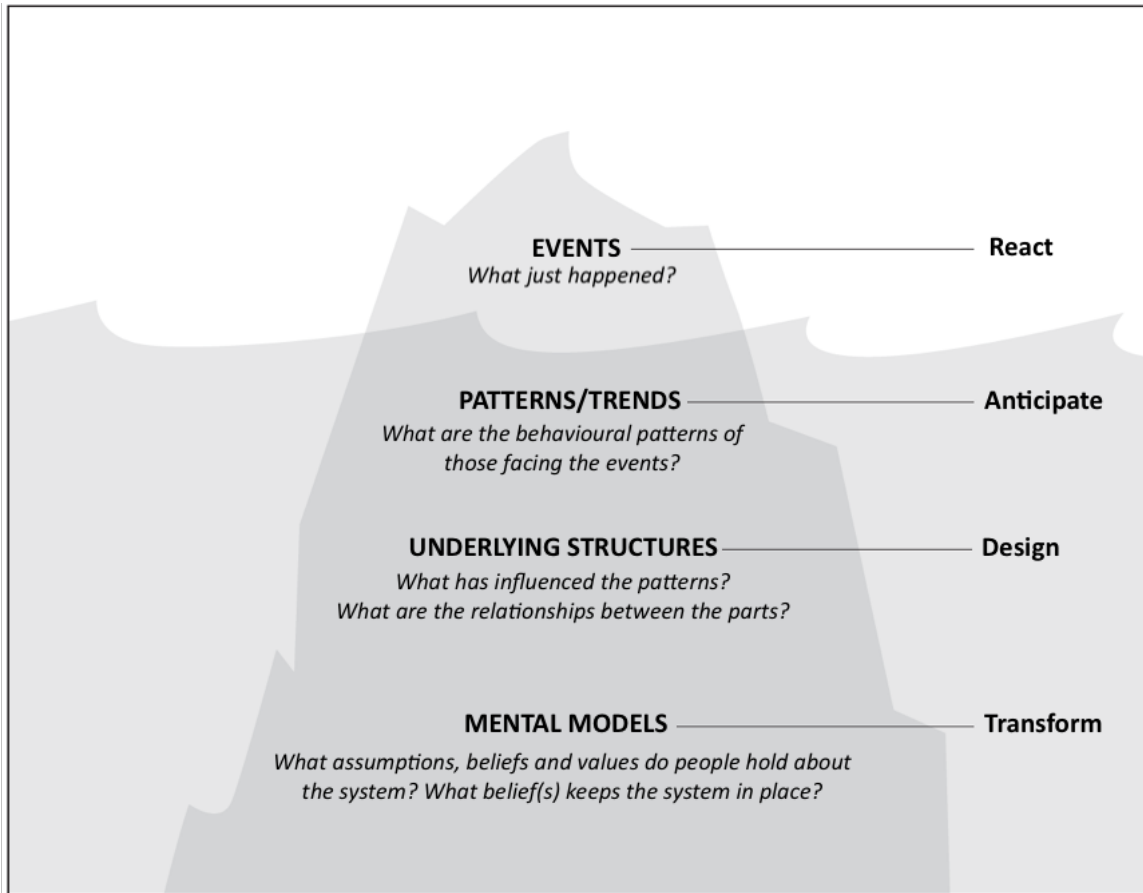 EVENTS React
What just happened?
PATTERNS/TRENDS Anticipate
What are the behavioural patterns of
those facing the events?
UNDERLYING STRUCTURES Design
What has influenced the patterns?
What are the relationships between the parts?
MENTAL MODELS Transform
What assumptions, beliefs and values do people hold about
the system? What belief(s) keeps the system in place?